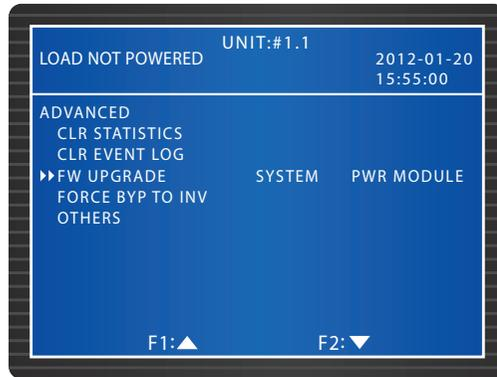 UNIT:#1.1
LOAD NOT POWERED
2012-01-20
15:55:00
ADVANCED
CLR STATISTICS
CLR EVENT LOG
FW UPGRADE SYSTEM PWR MODULE
FORCE BYP TO INV
OTHERS
F1: F2: